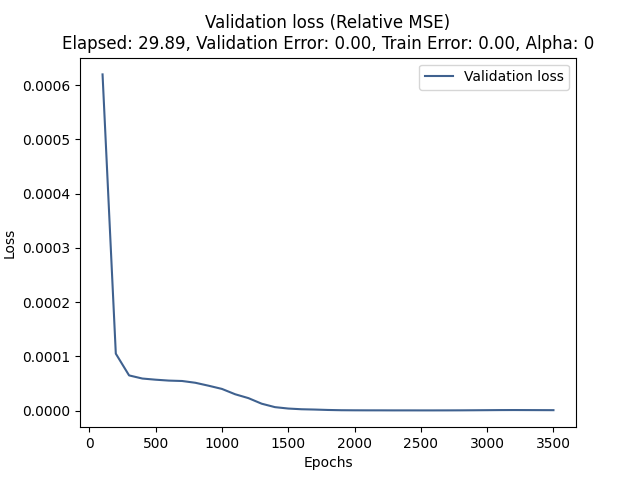 Validation loss (Relative MSE)
Elapsed: 29.89, Validation Error: 0.00, Train Error: 0.00, Alpha: 0
Validation loss
0.0006
0.0005
0.0004
0.0003
0.0002
0.0001
0.0000
Loss
0 500 1000 1500 2000 2500 3000 3500
Epochs